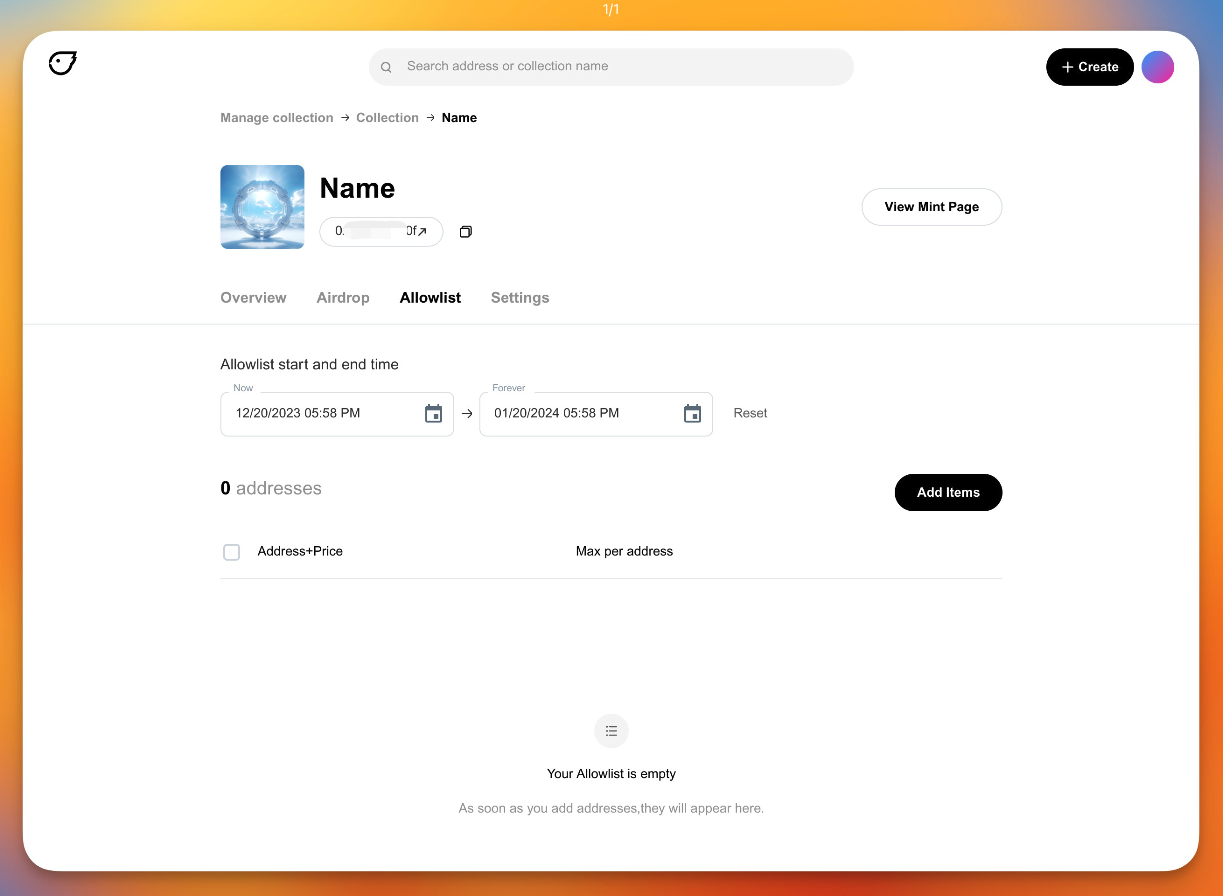 1/1
Search address or collection name
+ Create
Manage collection → Collection → Name
Name
View Mint Page
0. 0f↗
Overview Airdrop Allowlist Settings
Allowlist start and end time
Now Forever
12/20/2023 05:58 PM → 01/20/2024 05:58 PM Reset
0 addresses
Add Items
Address+Price Max per address
Your Allowlist is empty
As soon as you add addresses,they will appear here.